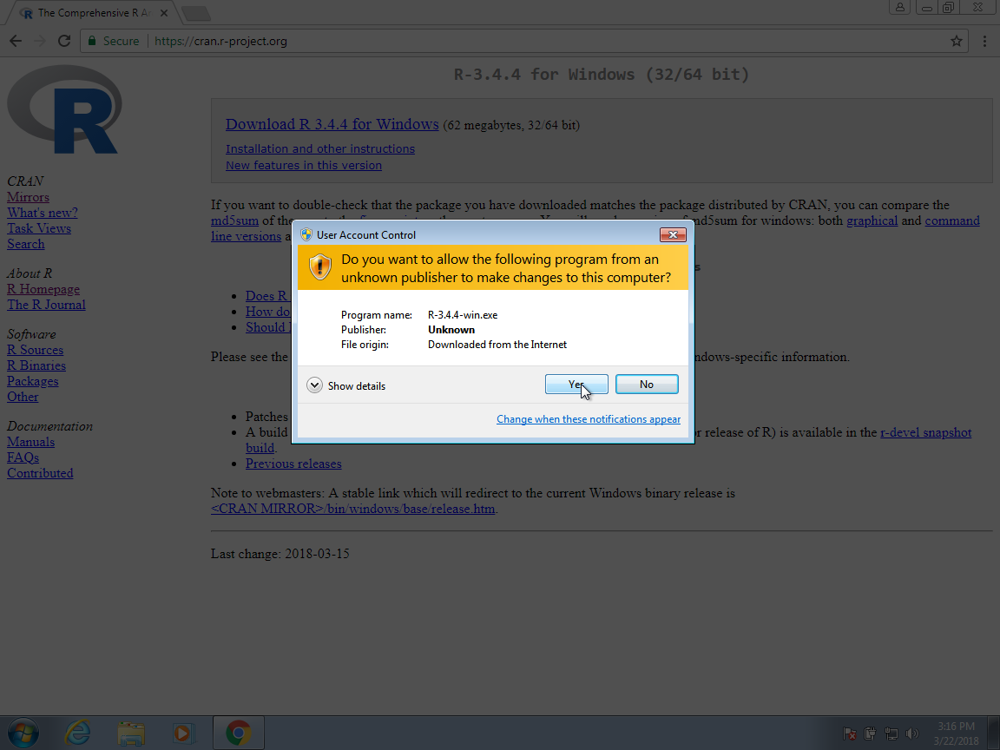 The Comprehensive R Ar
Secure https://cran.r-project.org
R
CRAN
Mirrors
What's new?
Task Views
Search
About R
R Homepage
The R Journal
Software
R Sources
R Binaries
Packages
Other
Documentation
Manuals
FAQs
Contributed
R-3.4.4 for Windows (32/64 bit)
Download R 3.4.4 for Windows (62 megabytes, 32/64 bit)
Installation and other instructions
New features in this version
If you want to double-check that the package you have downloaded matches the package distributed by CRAN, you can compare the
md5sum of the md5sum for windows: both graphical and command
line versions a
Does R
How do
Should
Please see the ndows-specific information.
Patches
A build r release of R) is available in the r-devel snapshot
build.
Previous releases
Note to webmasters: A stable link which will redirect to the current Windows binary release is
<CRAN MIRROR>/bin/windows/base/release.htm.
Last change: 2018-03-15
User Account Control
Do you want to allow the following program from an
unknown publisher to make changes to this computer?
Program name: R-3.4.4-win.exe
Publisher: Unknown
File origin: Downloaded from the Internet
Show details
Yes
No
Change when these notifications appear
3:16 PM
3/22/2018